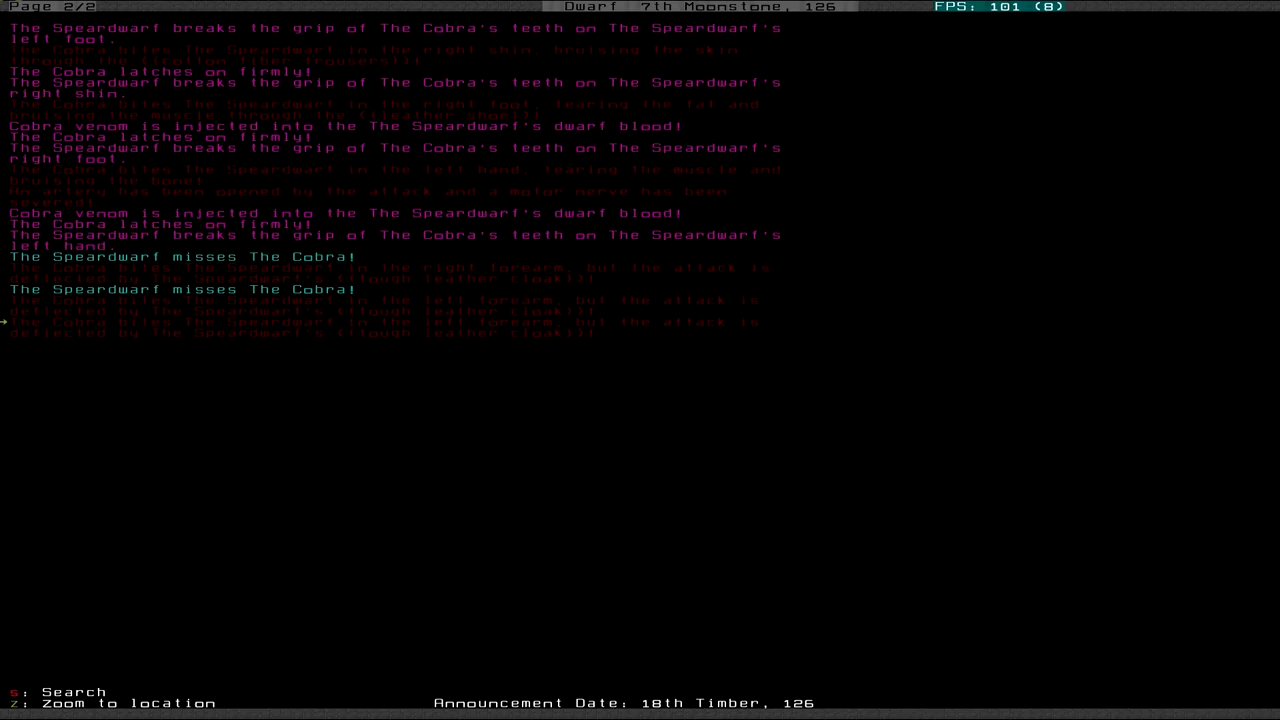 Page 2/2 Dwarf 7th Moonstone, 126 FPS: 101 (8)
The Speardwarf breaks the grip of The Cobra's teeth on The Speardwarf's
left foot.
The Cobra bites The Speardwarf in the right shin, bruising the skin
through the ((cotton fiber trousers))!
The Cobra latches on firmly!
The Speardwarf breaks the grip of The Cobra's teeth on The Speardwarf's
right shin.
The Cobra bites The Speardwarf in the right foot, tearing the fat and
bruising the muscle through the (leather shoe)!
Cobra venom is injected into the The Speardwarf's dwarf blood!
The Cobra latches on firmly!
The Speardwarf breaks the grip of The Cobra's teeth on The Speardwarf's
right foot.
The Cobra bites The Speardwarf in the left hand, tearing the muscle and
bruising the bone!
An artery has been opened by the attack and a motor nerve has been
severed!
Cobra venom is injected into the The Speardwarf's dwarf blood!
The Cobra latches on firmly!
The Speardwarf breaks the grip of The Cobra's teeth on The Speardwarf's
left hand.
The Speardwarf misses The Cobra!
The Cobra bites The Speardwarf in the right forearm, but the attack is
deflected by The Speardwarf's (tough leather cloak)!
The Speardwarf misses The Cobra!
The Cobra bites The Speardwarf in the left forearm, but the attack is
deflected by The Speardwarf's (tough leather cloak)!
The Cobra bites The Speardwarf in the left forearm, but the attack is
deflected by The Speardwarf's (tough leather cloak)!
s: Search
z: Zoom to location Announcement Date: 18th Timber, 126